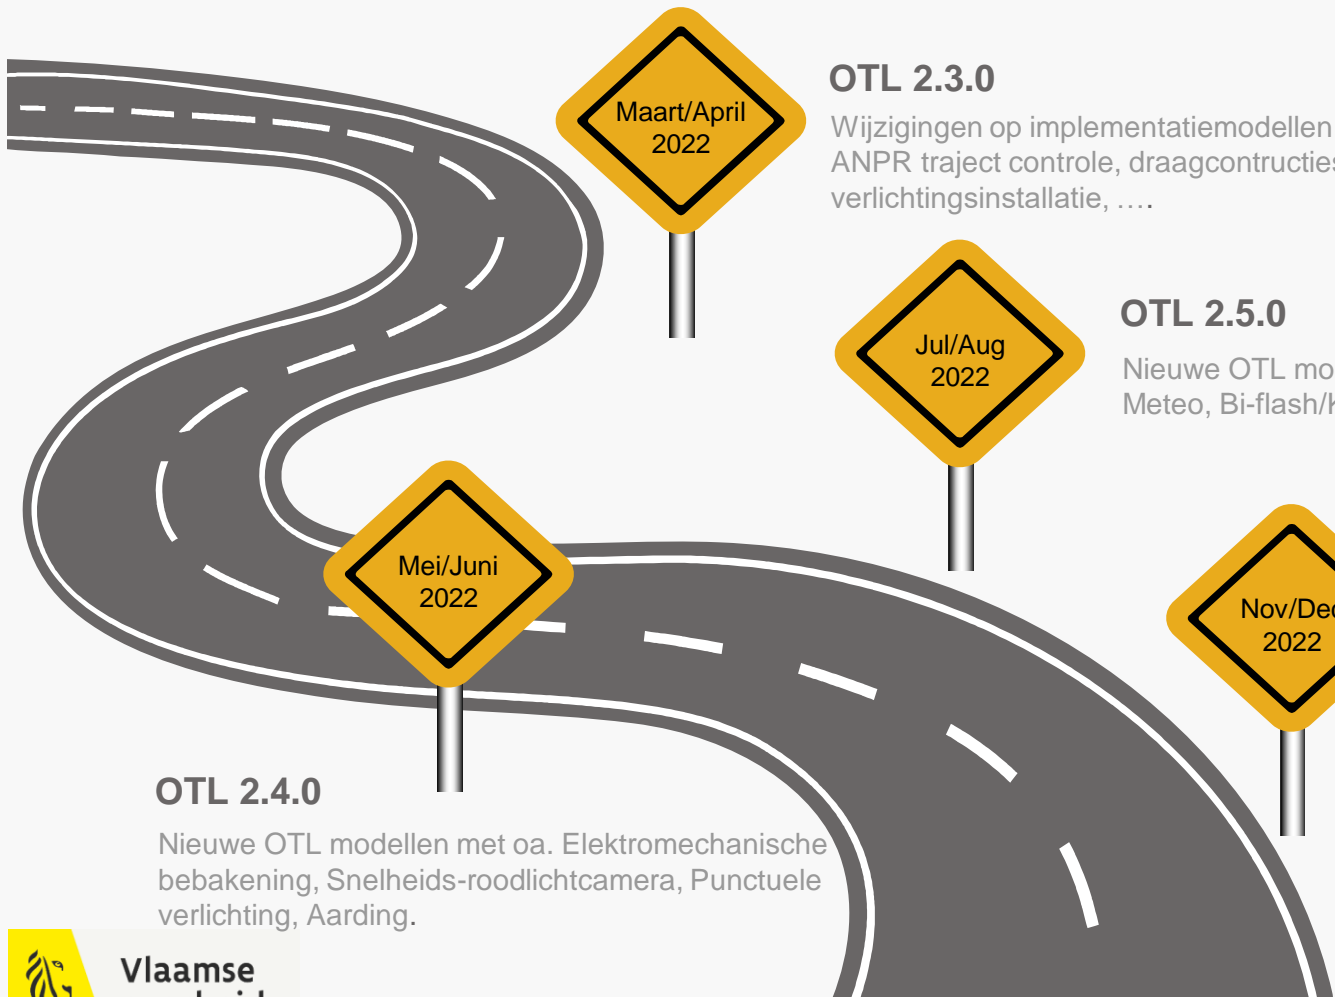 Maart/April
2022
OTL 2.3.0
Wijzigingen op implementatiemodellen
ANPR traject controle, draagcontructies
verlichtingsinstallatie, ….
Jul/Aug
2022
OTL 2.5.0
Nieuwe OTL
Meteo, Bi-flash/
Mei/Juni
2022
Nov/Dec
2022
OTL 2.4.0
Nieuwe OTL modellen met oa. Elektromechanische
bebakening, Snelheids-roodlichtcamera, Punctuele
verlichting, Aarding.
Vlaamse